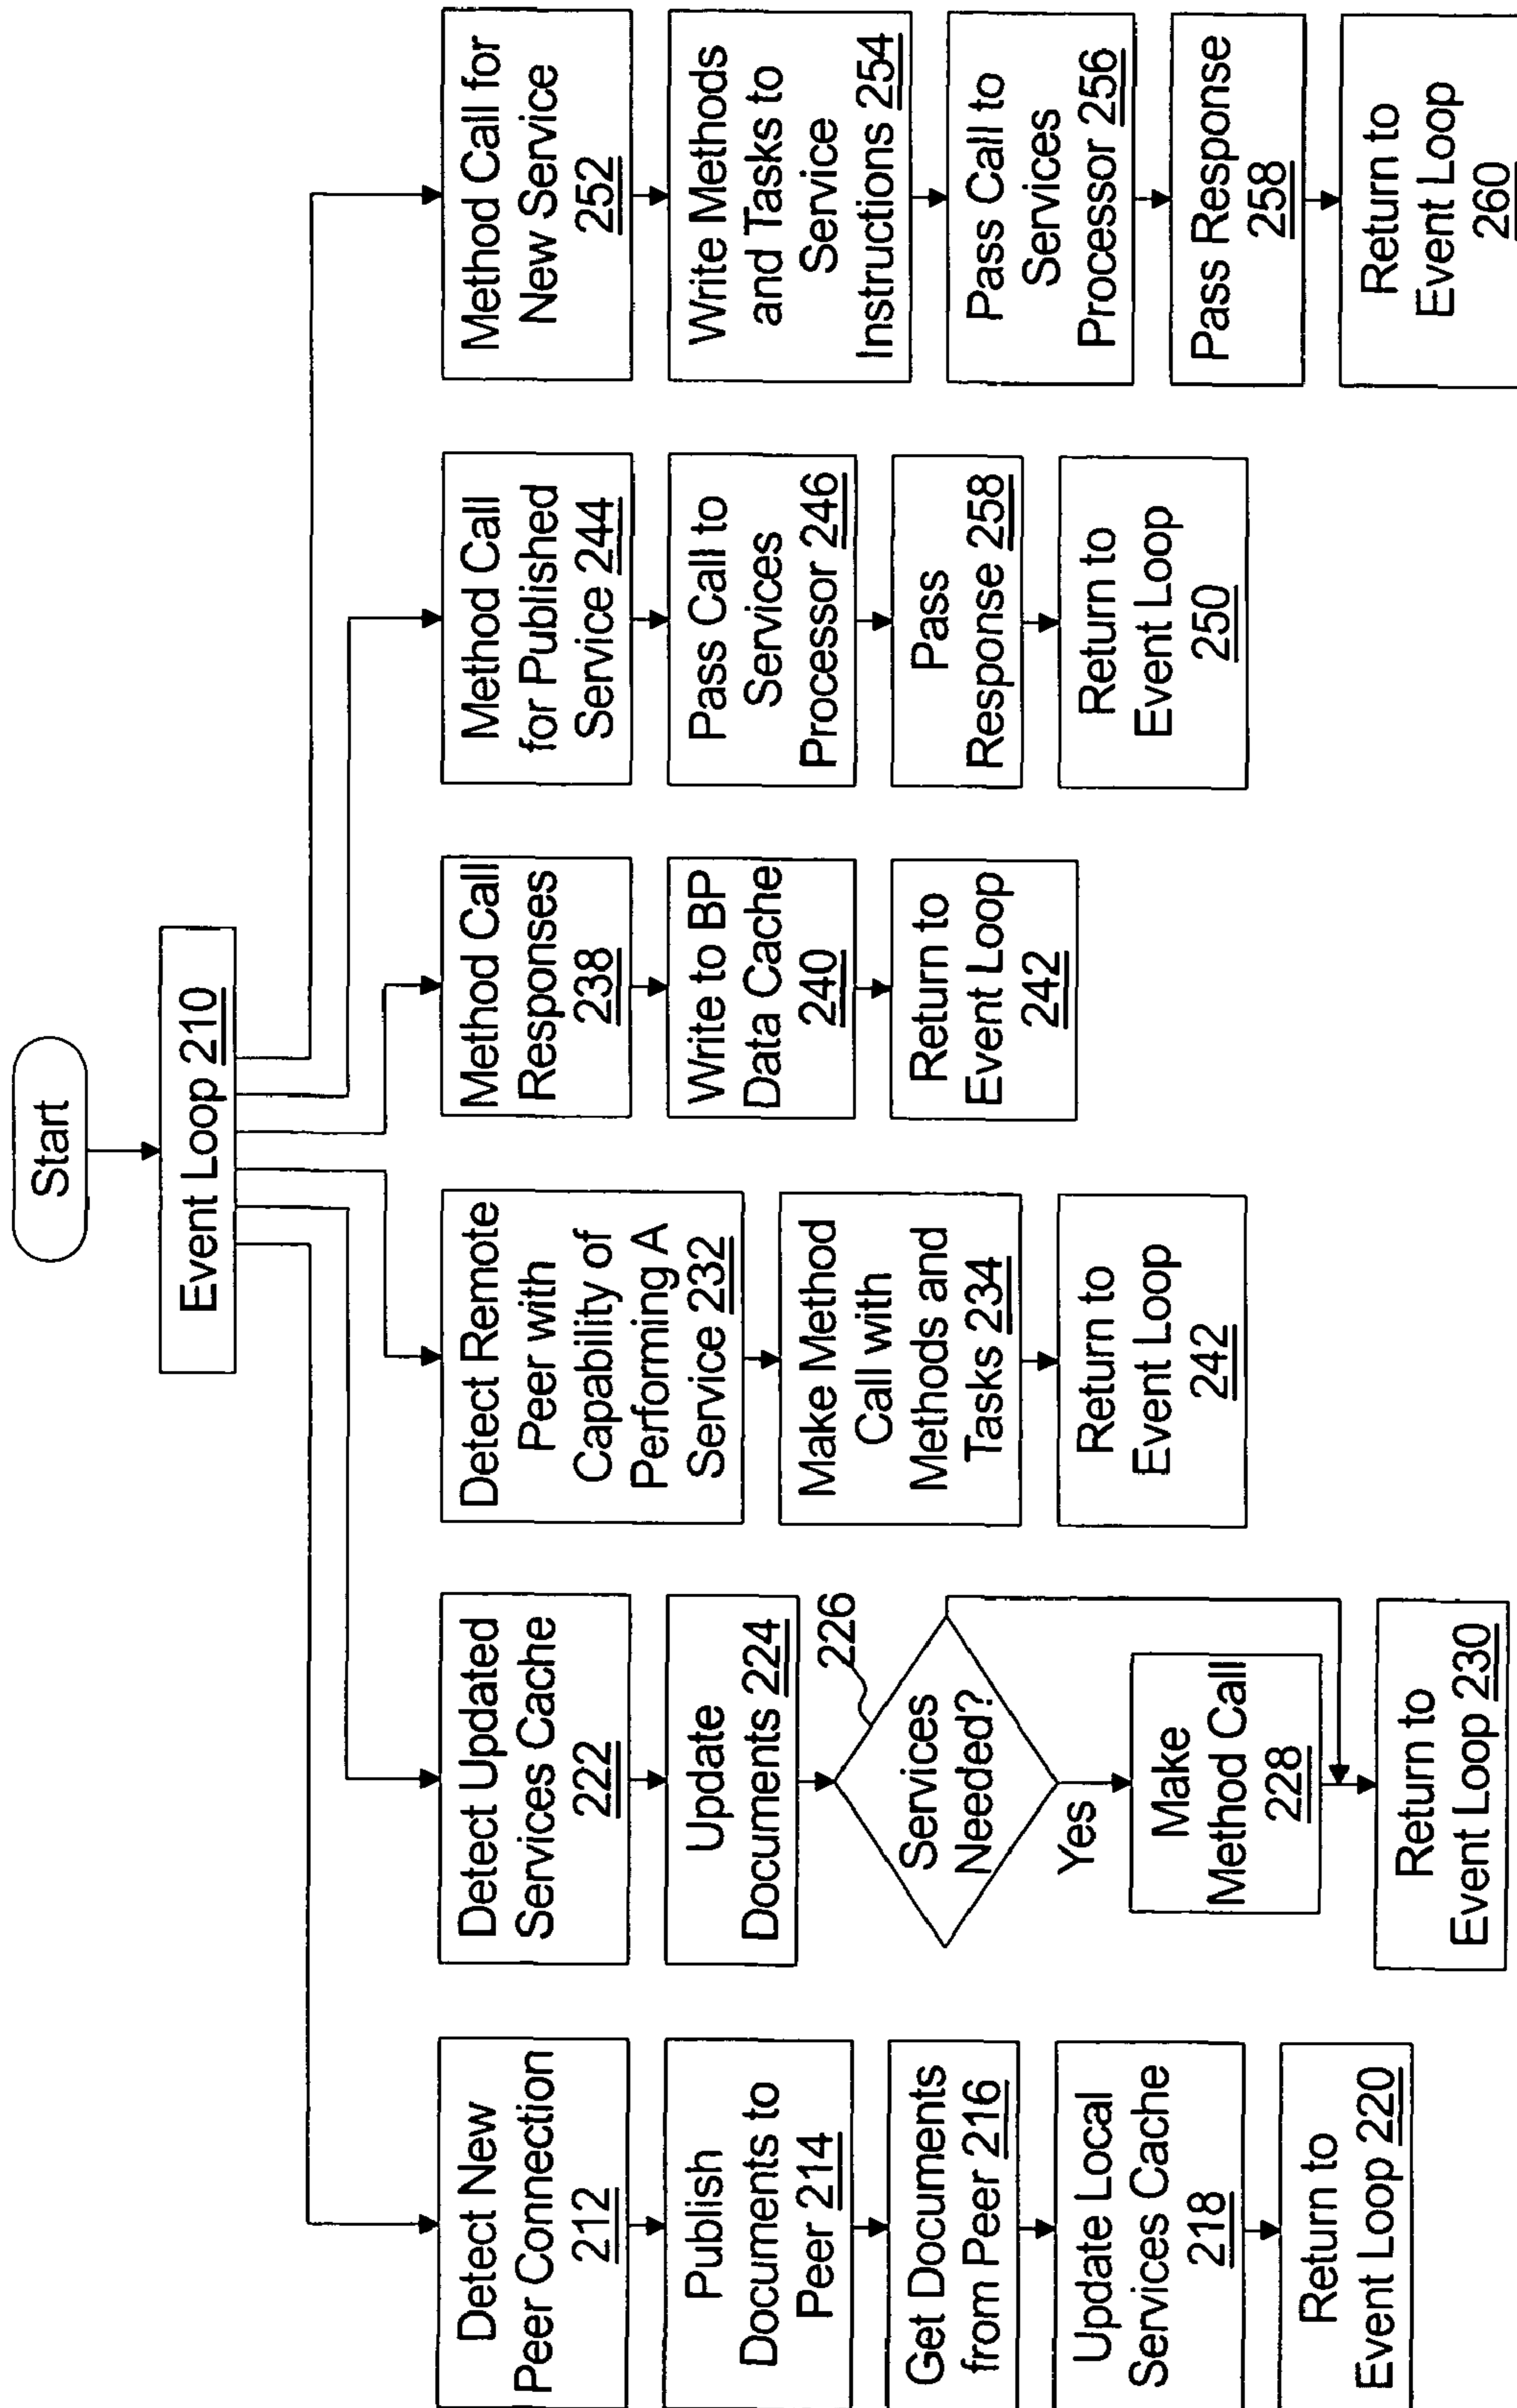 Start
Event Loop 210
Detect New
Peer Connection
212
Publish
Documents to
Peer 214
Get Documents
from Peer 216
Update Local
Services Cache
218
Return to
Event Loop 220
Detect Updated
Services Cache
222
Update
Documents 224
226
Services
Needed?
Yes
Make
Method Call
228
Return to
Event Loop 230
Detect Remote
Peer with
Capability of
Performing A
Service 232
Make Method
Call with
Methods and
Tasks 234
Return to
Event Loop
242
Method Call
Responses
238
Write to BP
Data Cache
240
Return to
Event Loop
242
Method Call
for Published
Service 244
Pass Call to
Services
Processor 246
Pass
Response 258
Return to
Event Loop
250
Method Call for
New Service
252
Write Methods
and Tasks to
Service
Instructions 254
Pass Call to
Services
Processor 256
Pass Response
258
Return to
Event Loop
260